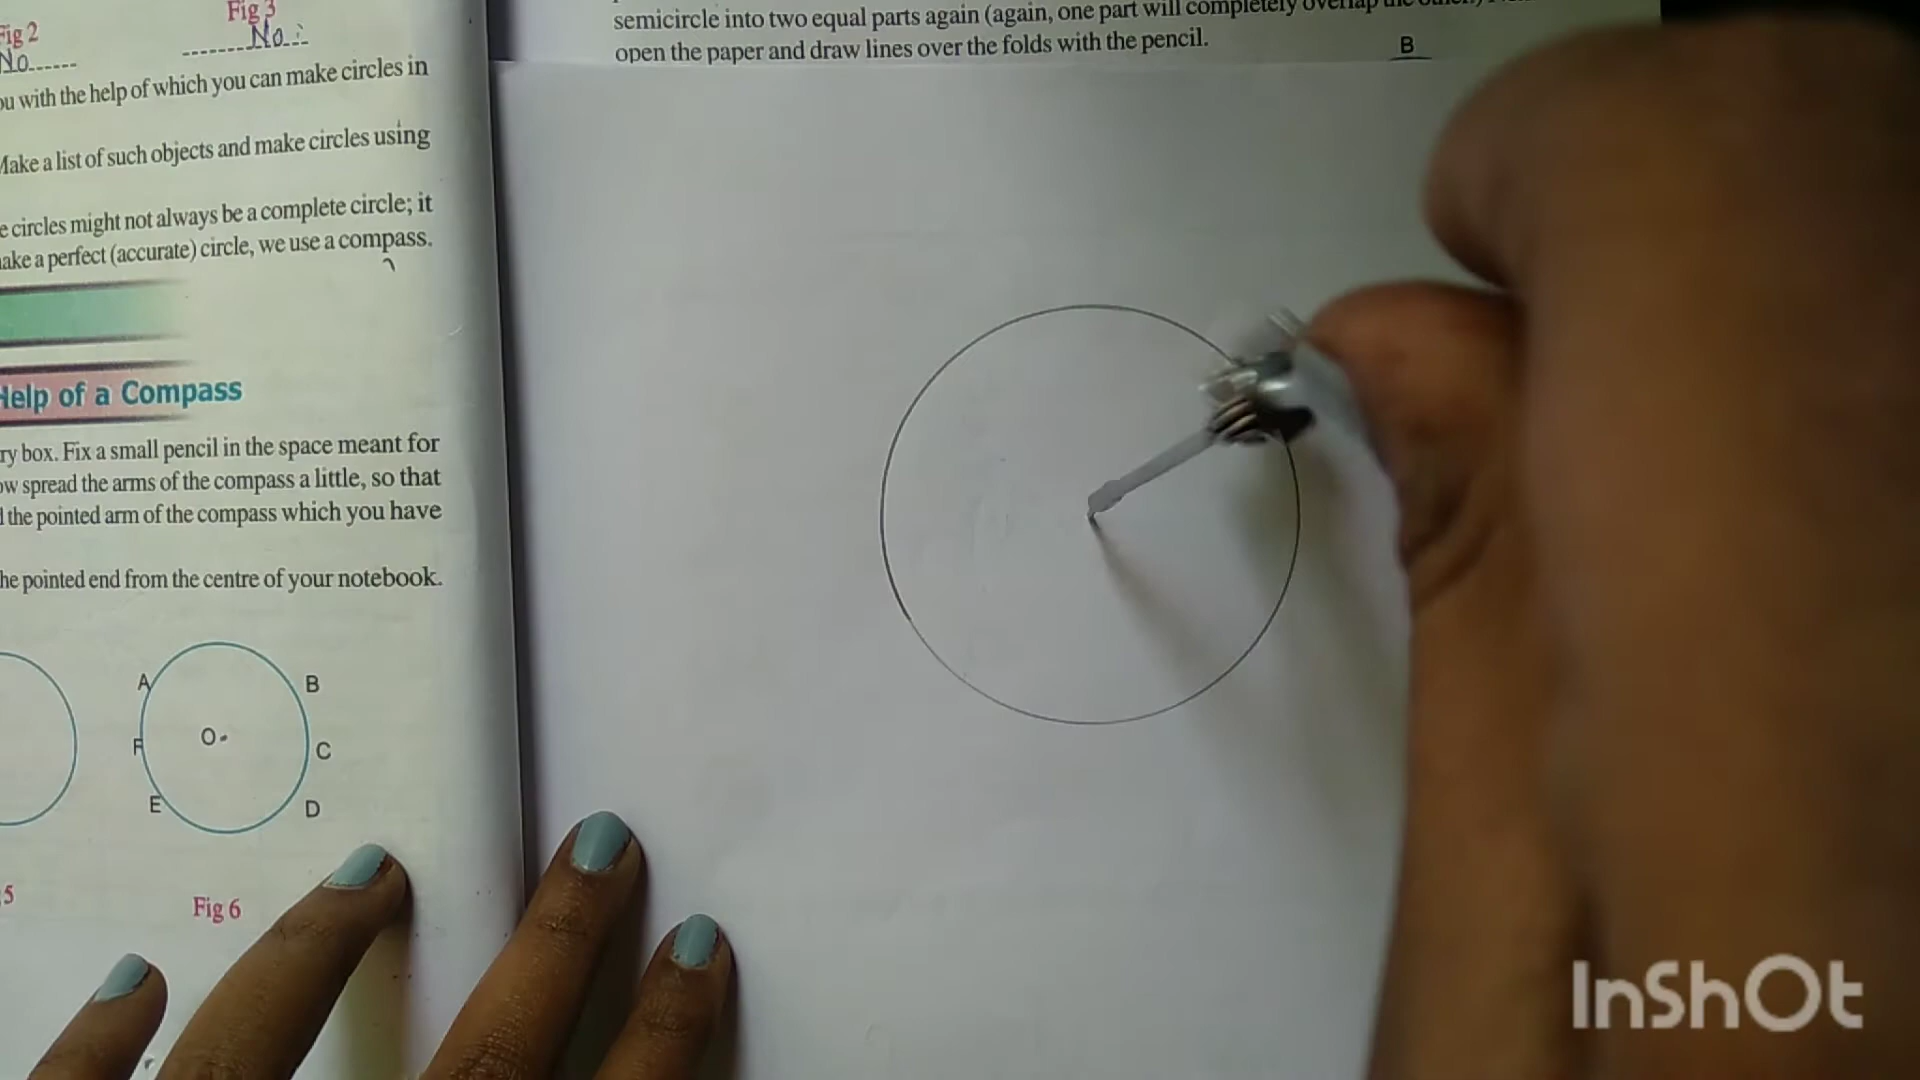 Fig 2
Fig 3
No
No
with the help of which you can make circles in
Make a list of such objects and make circles using
circles might not always be a complete circle; it
a perfect (accurate) circle, we use a compass.
Help of a Compass
box. Fix a small pencil in the space meant for
spread the arms of the compass a little, so that
the pointed arm of the compass which you have
the pointed end from the centre of your notebook.
A
B
F
O
C
E
D
5
Fig 6
semicircle into two equal parts again (again, one part will completely overlap the
open the paper and draw lines over the folds with the pencil.
B
InShOt